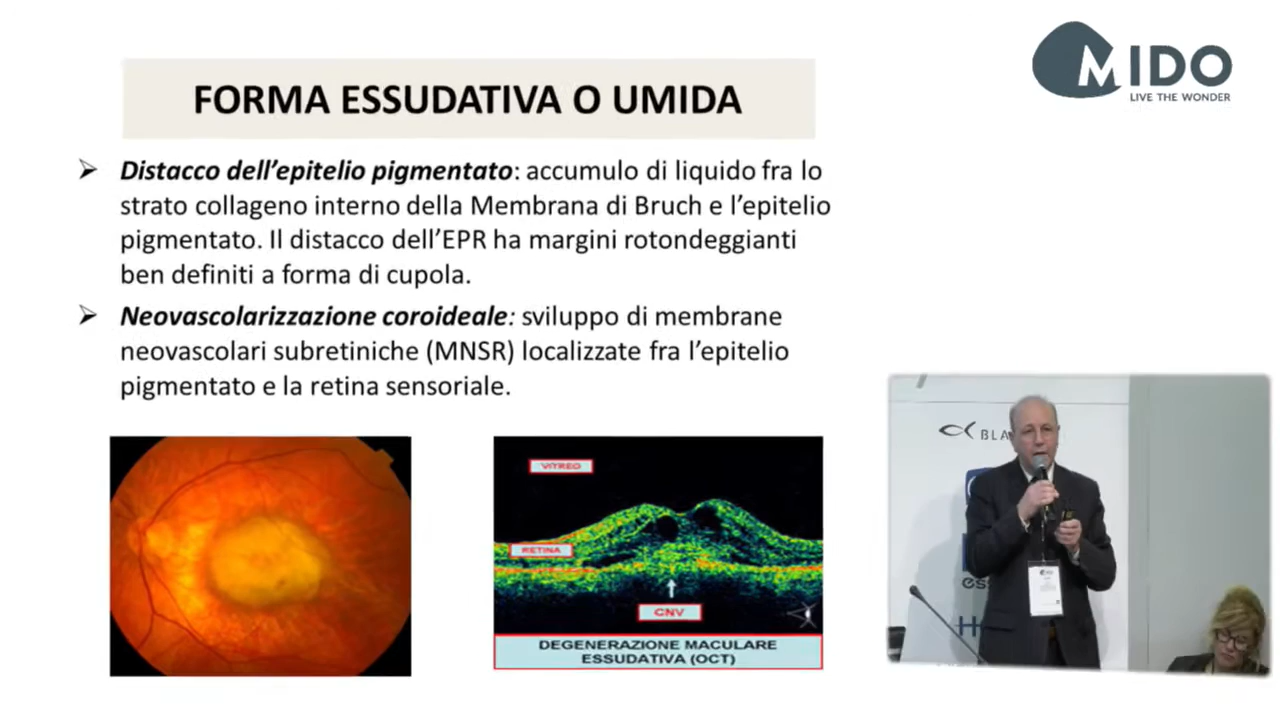 MIDO
LIVE THE WONDER
FORMA ESSUDATIVA O UMIDA
➢ Distacco dell'epitelio pigmentato: accumulo di liquido fra lo
strato collageno interno della Membrana di Bruch e l'epitelio
pigmentato. Il distacco dell'EPR ha margini rotondeggianti
ben definiti a forma di cupola.
➢ Neovascolarizzazione coroideale: sviluppo di membrane
neovascolari subretiniche (MNSR) localizzate fra l'epitelio
pigmentato e la retina sensoriale.
VITREO
RETINA
CNV
DEGENERAZIONE MACULARE
ESSUDATIVA (OCT)
BLA
ess
H